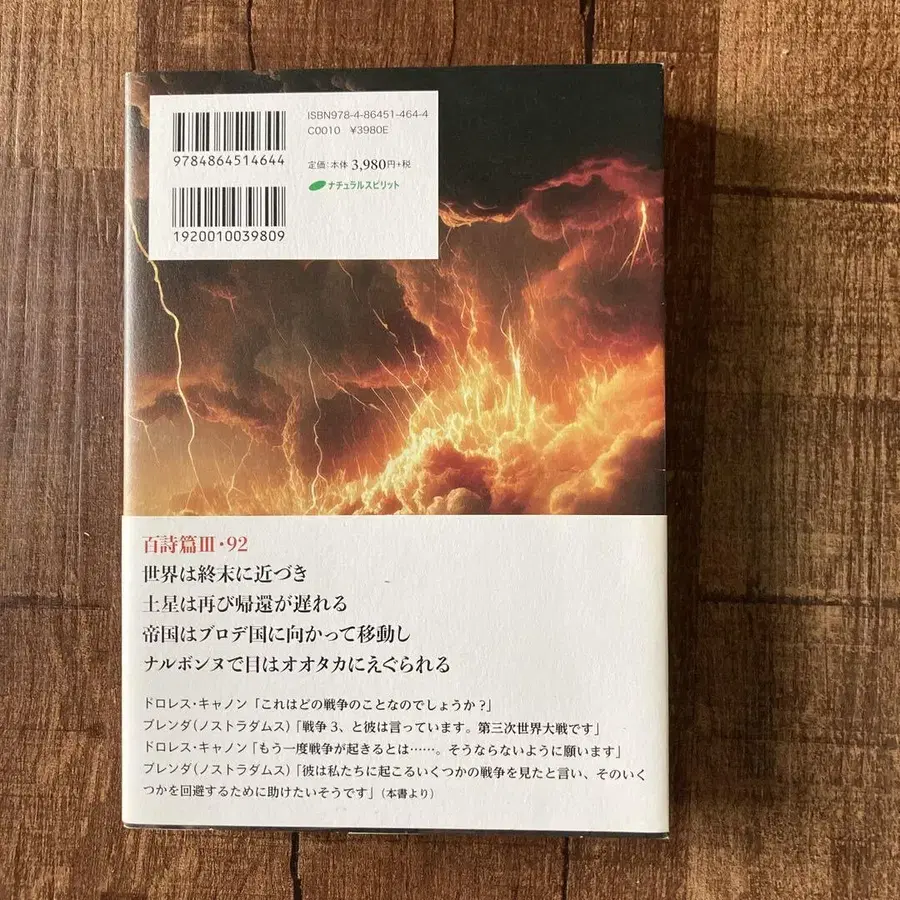 ISBN978-4-86451-464-4
C0010 ¥3980E
9784864514644
定価:本体3,980円+税
ナチュラルスピリット
1920010039809
百詩篇III・92
世界は終末に近づき
土星は再び帰還が遅れる
帝国はブロデ国に向かって移動し
ナルボンヌで目はオオタカにえぐられる
ドロレス・キャノン「これはどの戦争のことなのでしょうか?」
ブレンダ(ノストラダムス)「戦争3、と彼は言っています。第三次世界大戦です」
ドロレス・キャノン「もう一度戦争が起きるとは……。そうならないように願います」
ブレンダ(ノストラダムス)「彼は私たちに起こるいくつかの戦争を見たと言い、そのいく
つかを回避するために助けたいそうです」(本書より)